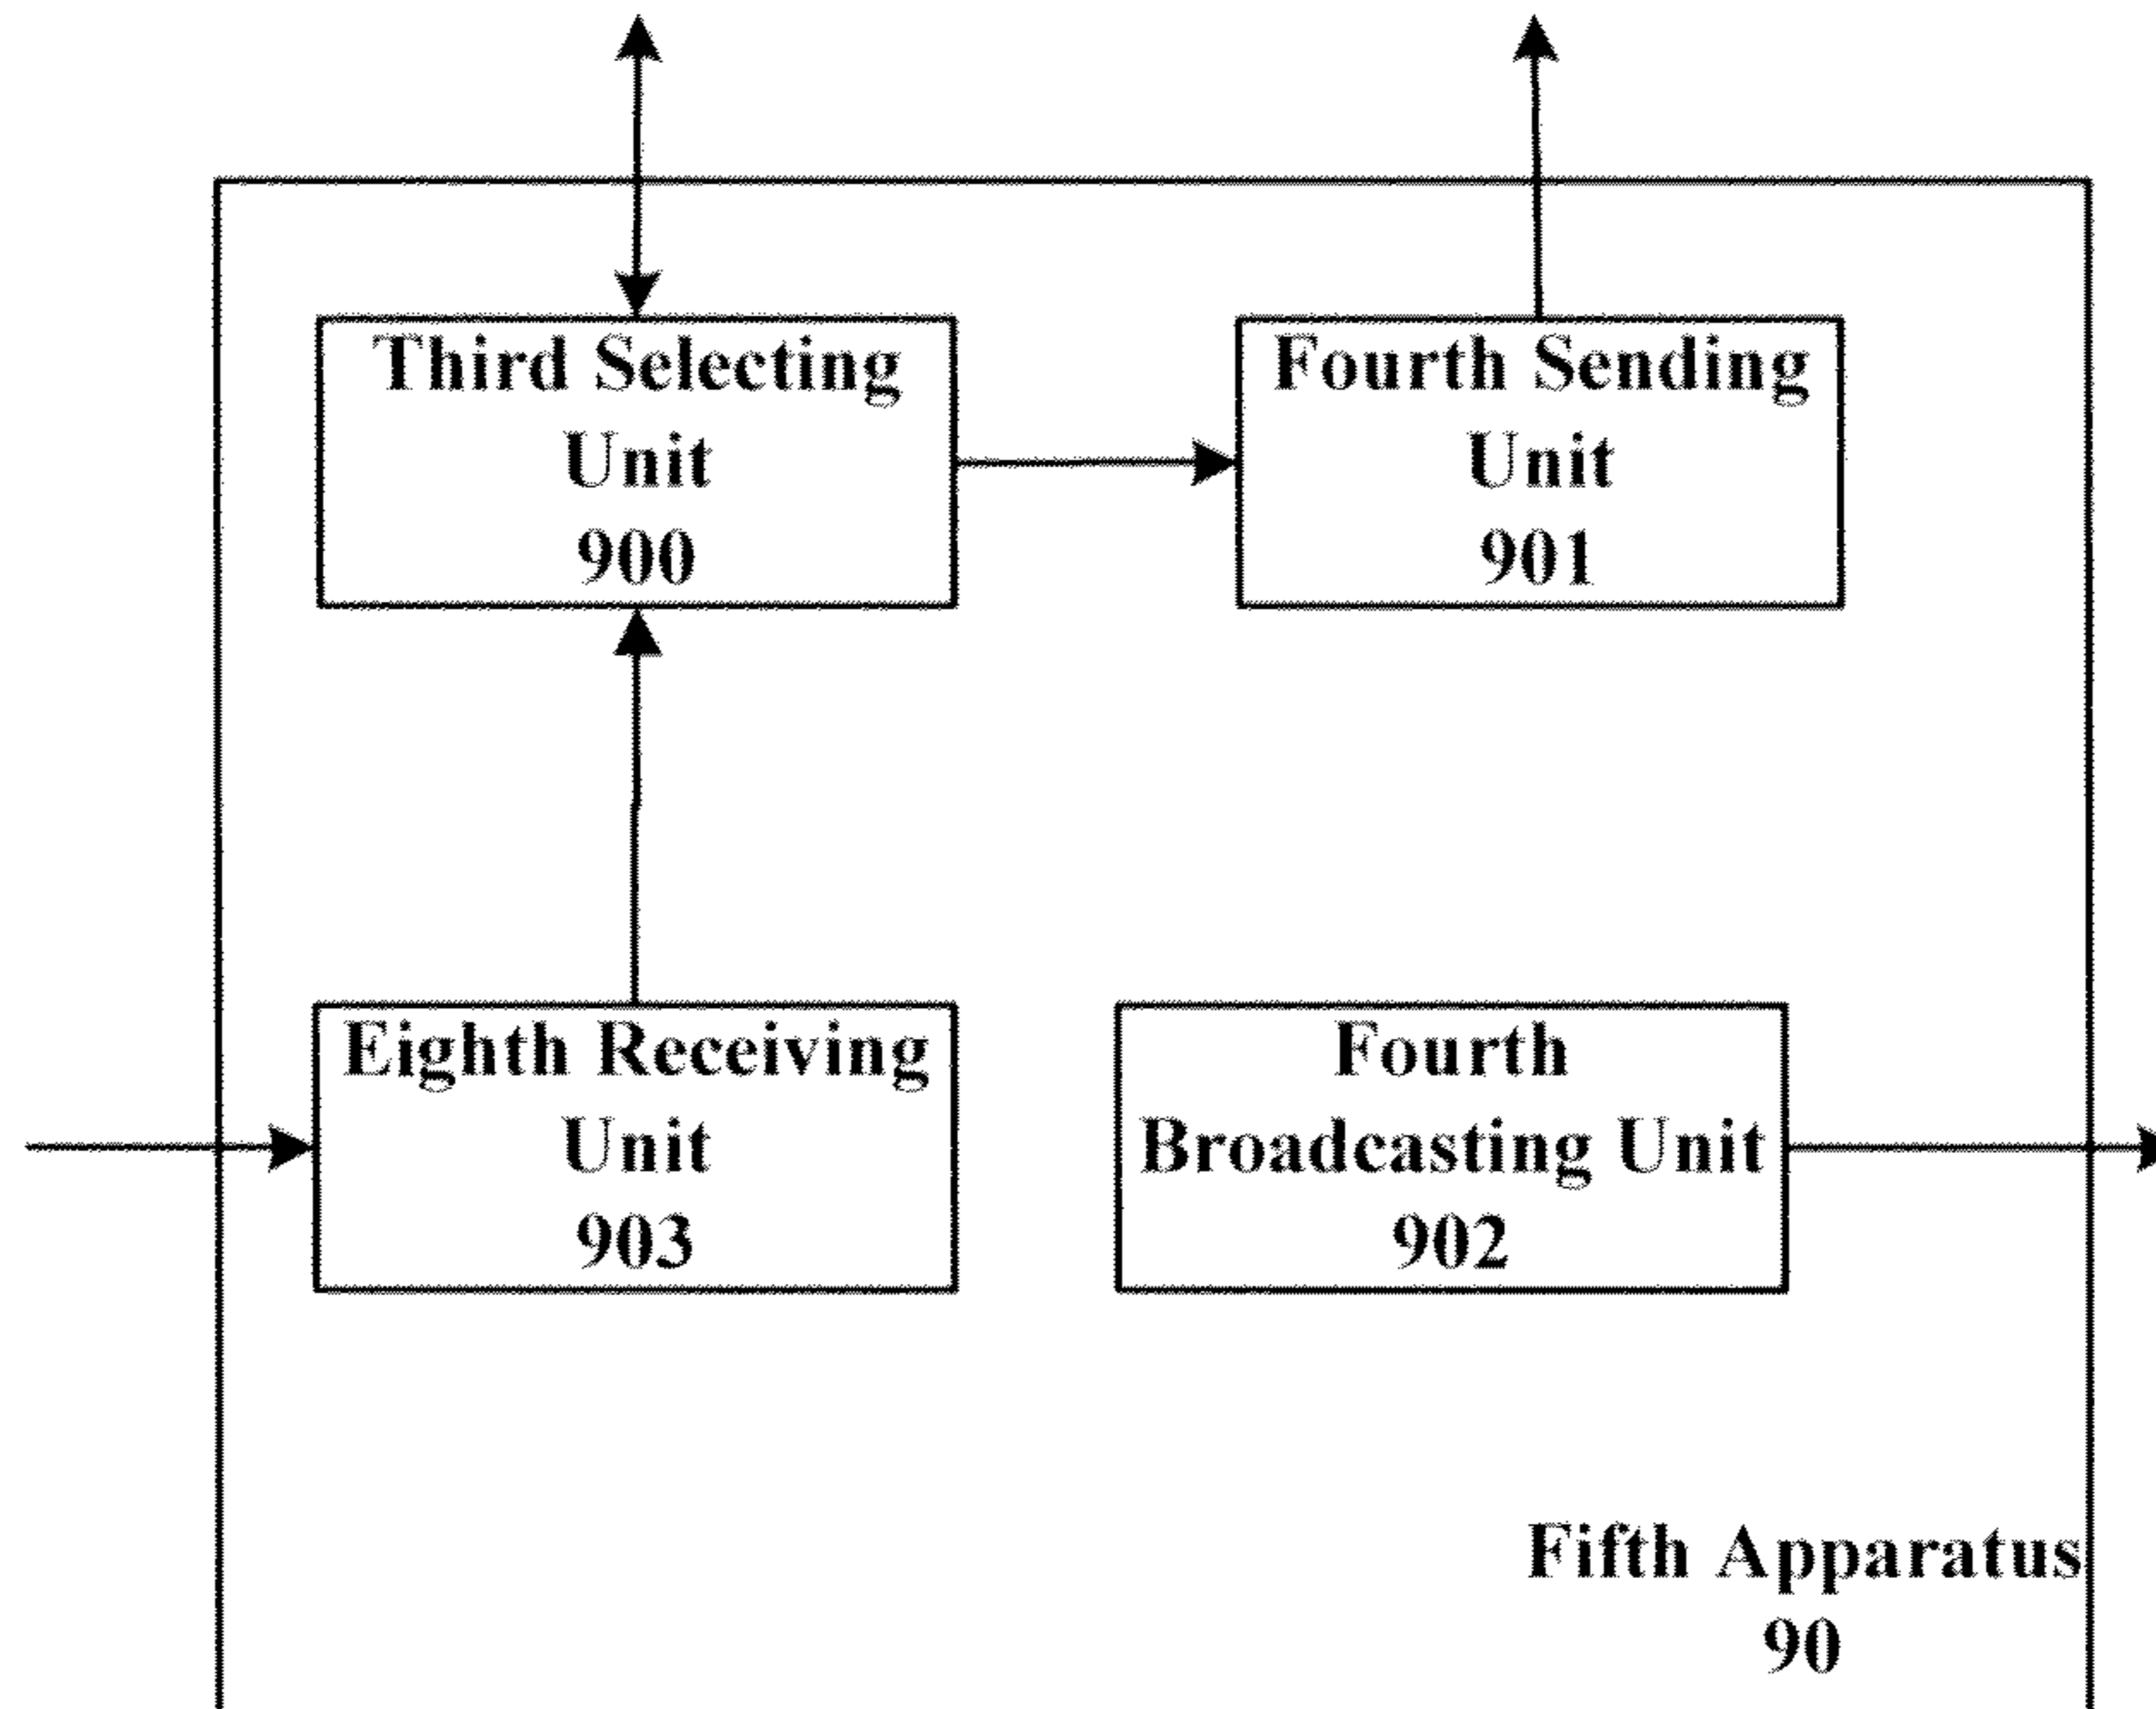 Third Selecting
Unit
900
Fourth Sending
Unit
901
Eighth Receiving
Unit
903
Fourth
Broadcasting Unit
902
Fifth Apparatus
90